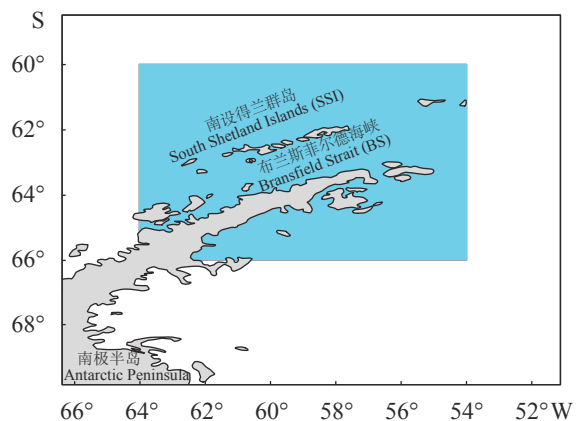 S
60°
62°
64°
66°
68°
南设得兰群岛
South Shetland Islands (SSI)
布兰斯菲尔德海峡
Bransfield Strait (BS)
南极半岛
Antarctic Peninsula
66° 64° 62° 60° 58° 56° 54° 52° W